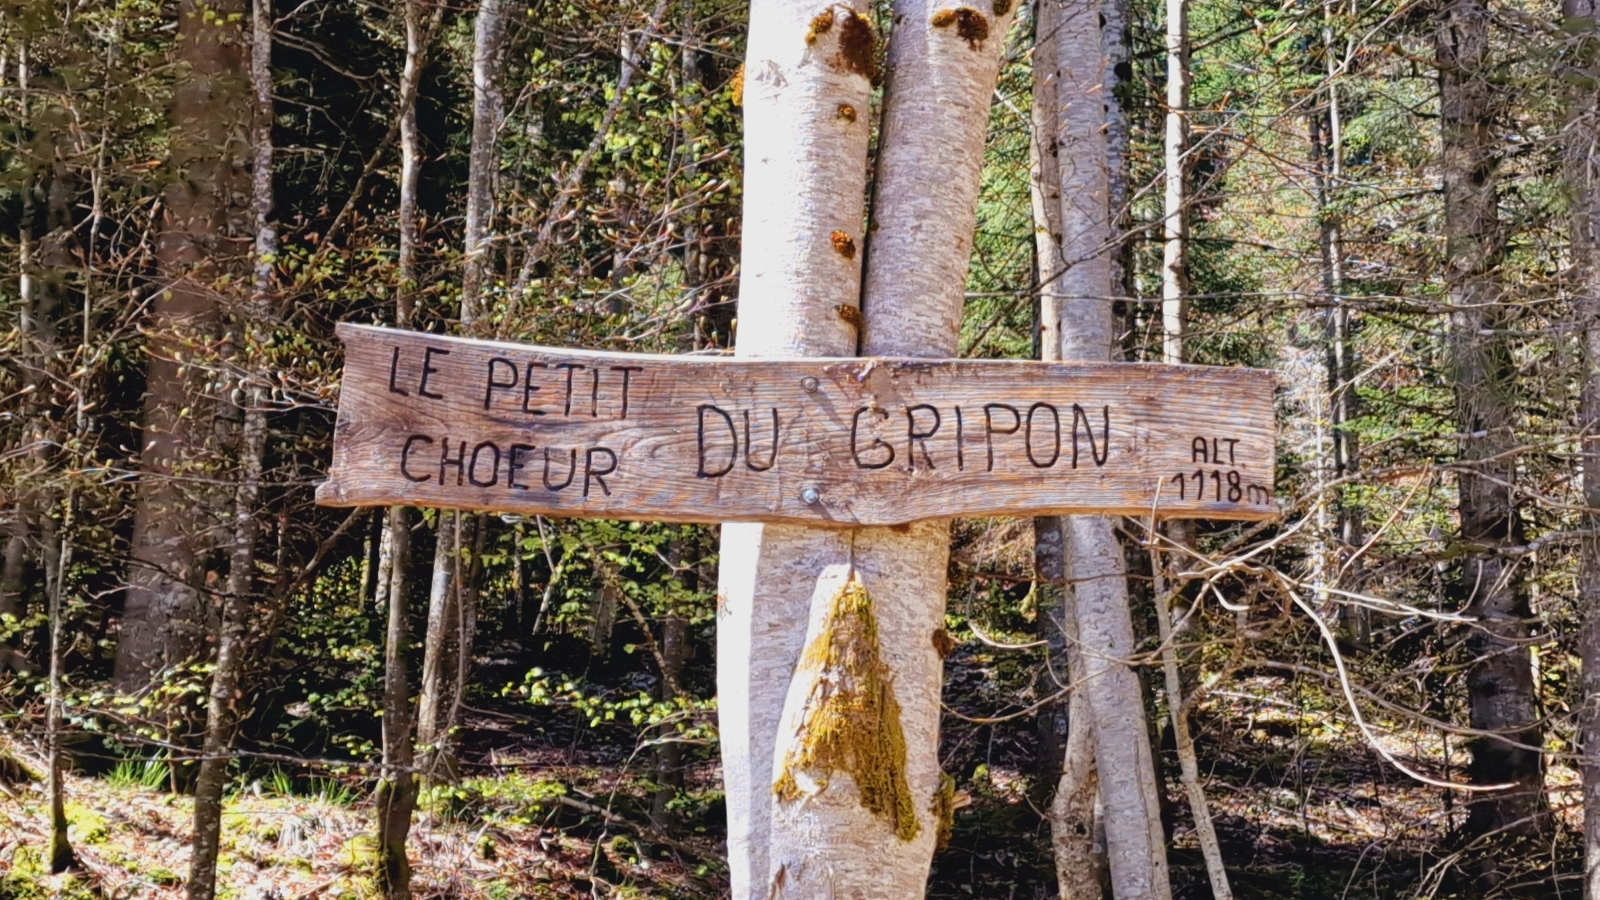 LE PETIT
CHOEUR DU GRIPON
ALT.
1118m